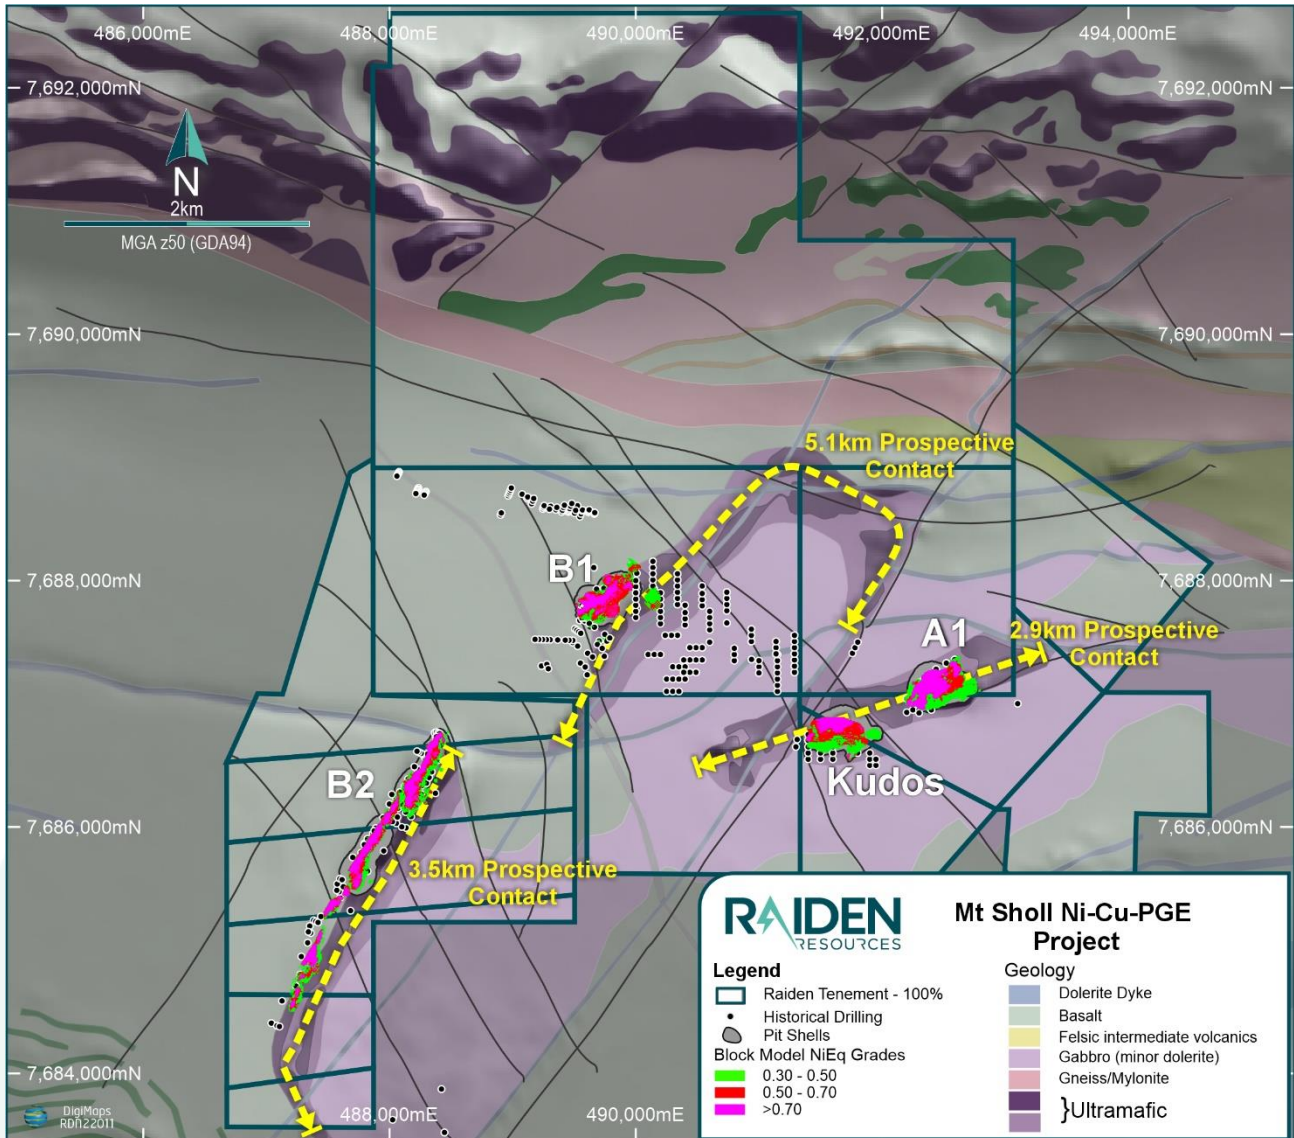 486,000mE
488,000mE
490,000mE
492,000mE
494,000mE
7,692,000mN
7,692,000mN
N
2km
MGA z50 (GDA94)
7,690,000mN
7,690,000mN
5.1km Prospective
Contact
7,688,000mN
B1
7,688,000mN
A1
2.9km Prospective
Contact
B2
Kudos
7,686,000mN
7,686,000mN
3.5km Prospective
Contact
7,684,000mN
488,000mE
490,000mE
DigiMaps
RDn22011
RAIDEN
RESOURCES
Mt Sholl Ni-Cu-PGE
Project
Legend
Raiden Tenement - 100%
Historical Drilling
Pit Shells
Block Model NiEq Grades
0.30 - 0.50
0.50 - 0.70
>0.70
Geology
Dolerite Dyke
Basalt
Felsic intermediate volcanics
Gabbro (minor dolerite)
Gneiss/Mylonite
}Ultramafic